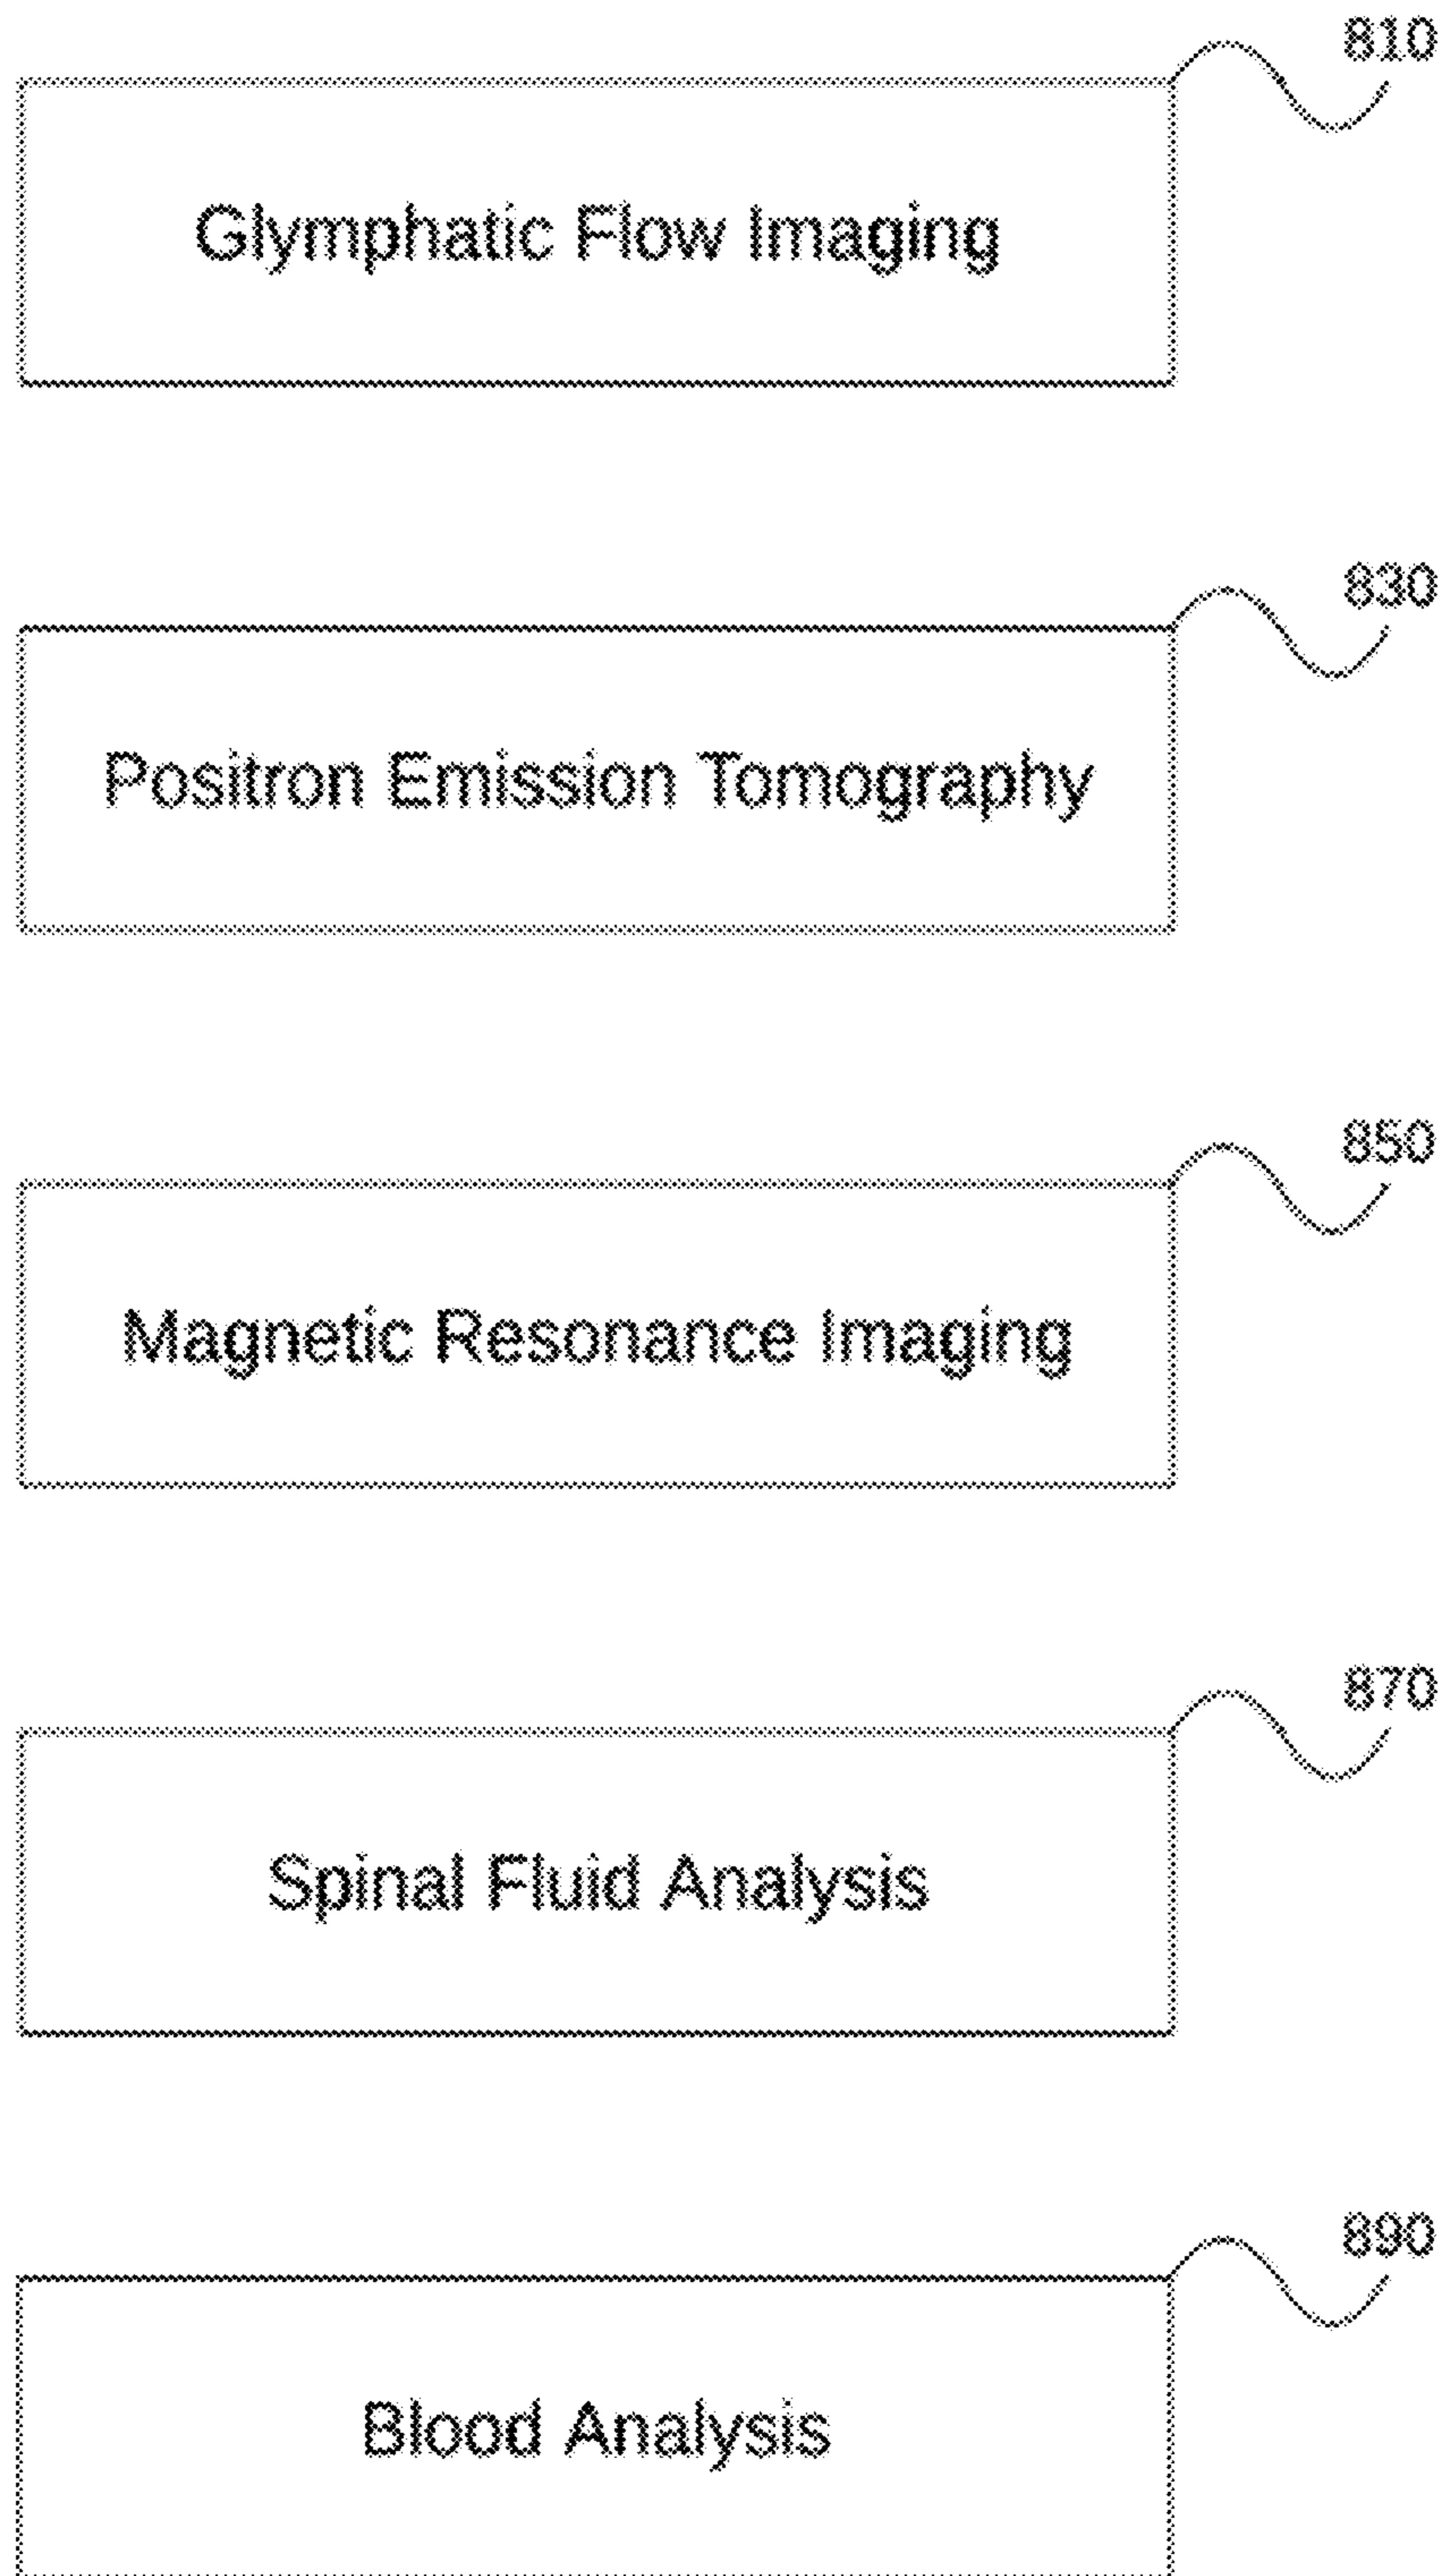 810
Glymphatic Flow Imaging
830
Positron Emission Tomography
850
Magnetic Resonance Imaging
870
Spinal Fluid Analysis
890
Blood Analysis